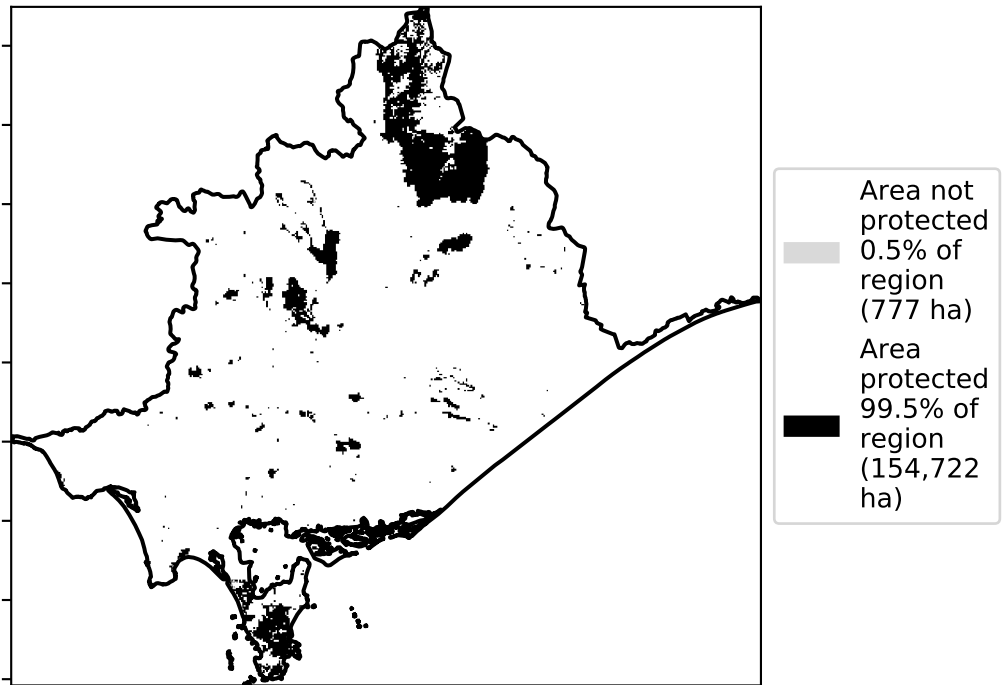 Area not
protected
0.5% of
region
(777 ha)
Area
protected
99.5% of
region
(154,722
ha)